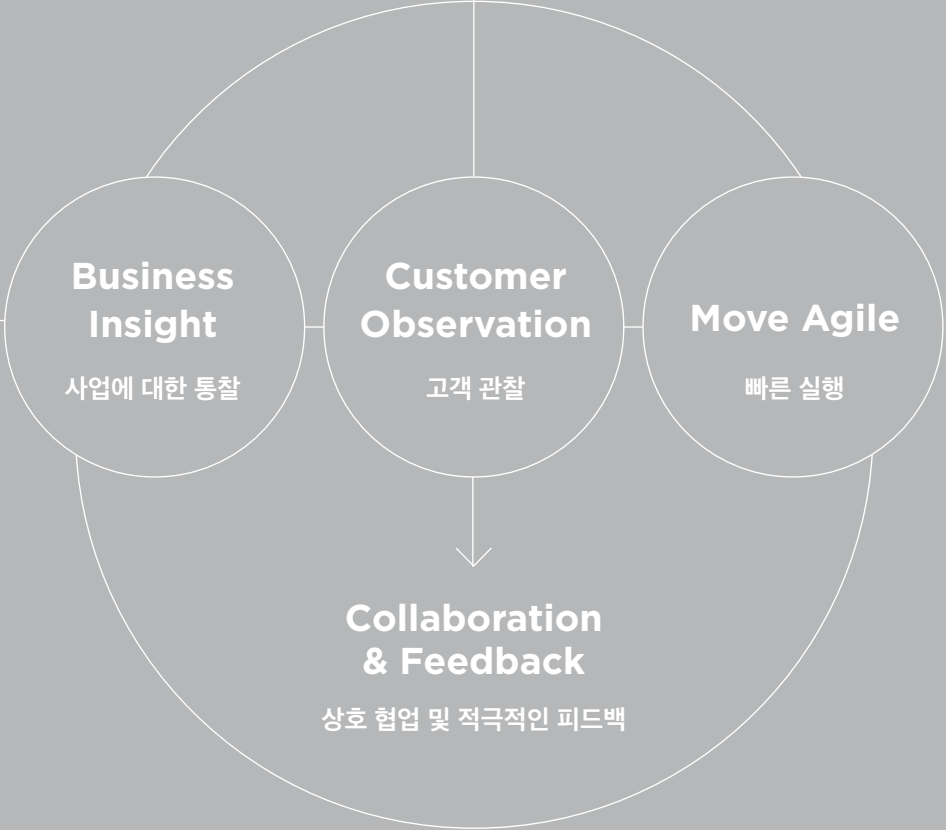 Business
Insight
사업에 대한 통찰
Customer
Observation
고객 관찰
Move Agile
빠른 실행
Collaboration
& Feedback
상호 협업 및 적극적인 피드백